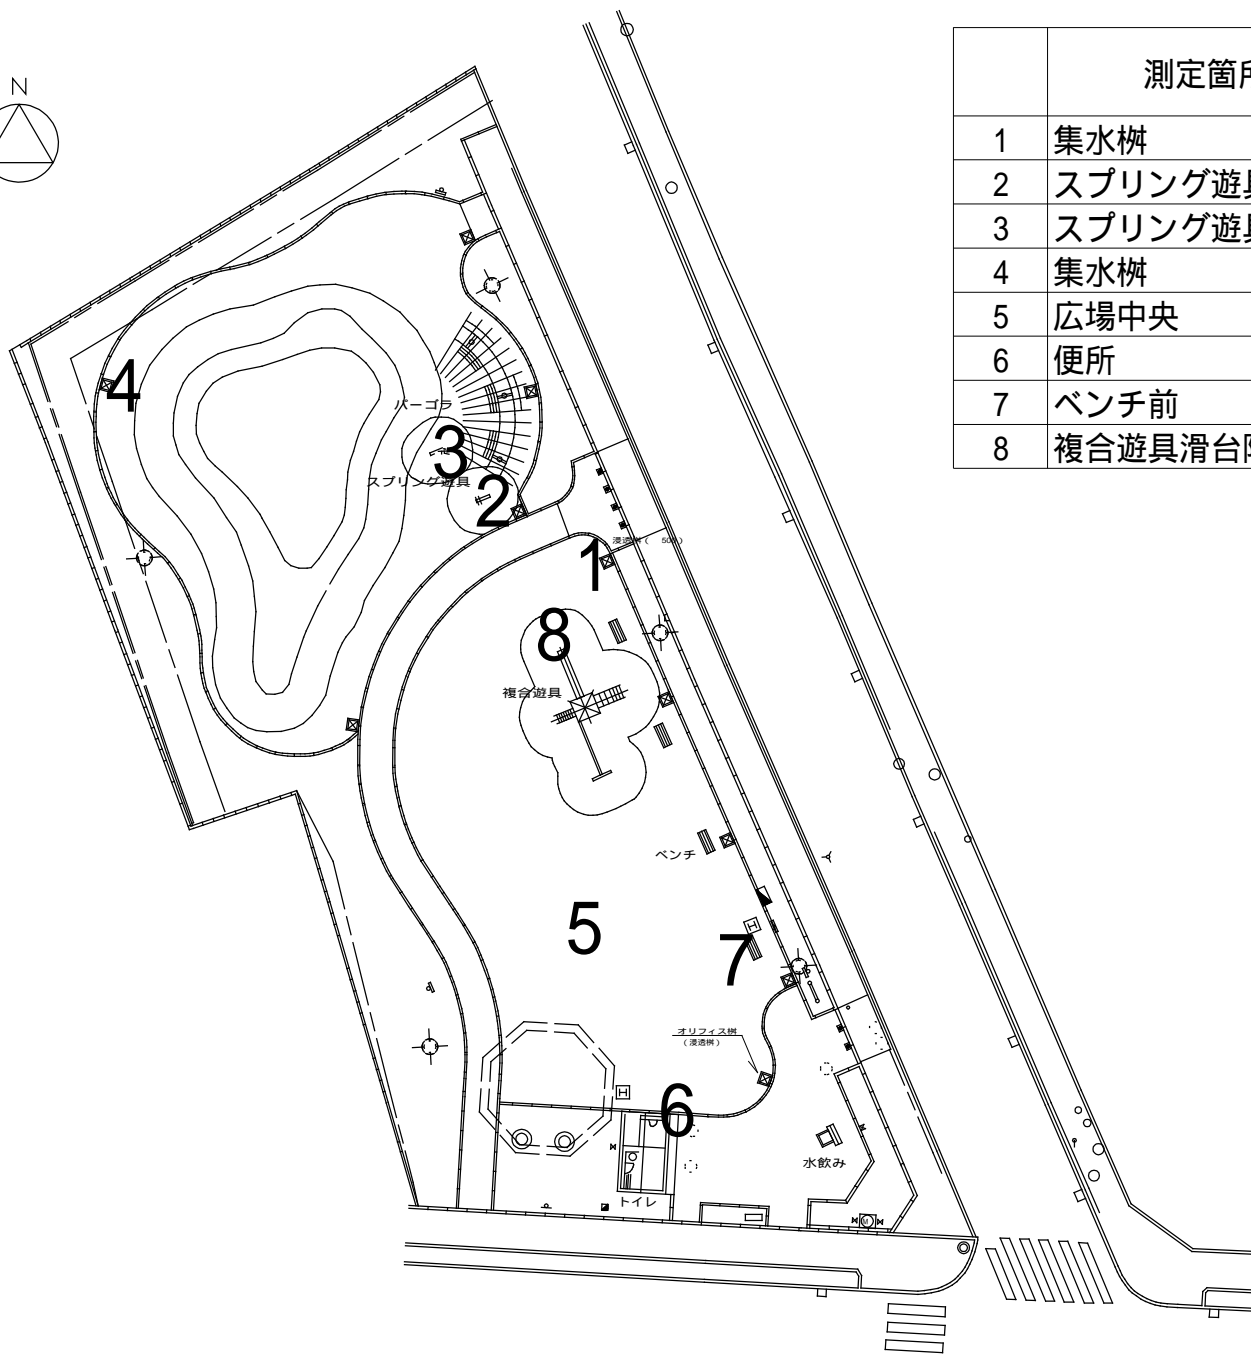 N
測定箇所
1 集水桝
2 スプリング遊具
3 スプリング遊具
4 集水桝
5 広場中央
6 便所
7 ベンチ前
8 複合遊具滑台
4
パーゴラ
3
スプリング遊具
2
1
浸透桝( 50 )
8
複合遊具
ベンチ
5
7
オリフィス桝
(浸透桝)
6
水飲み
トイレ
M